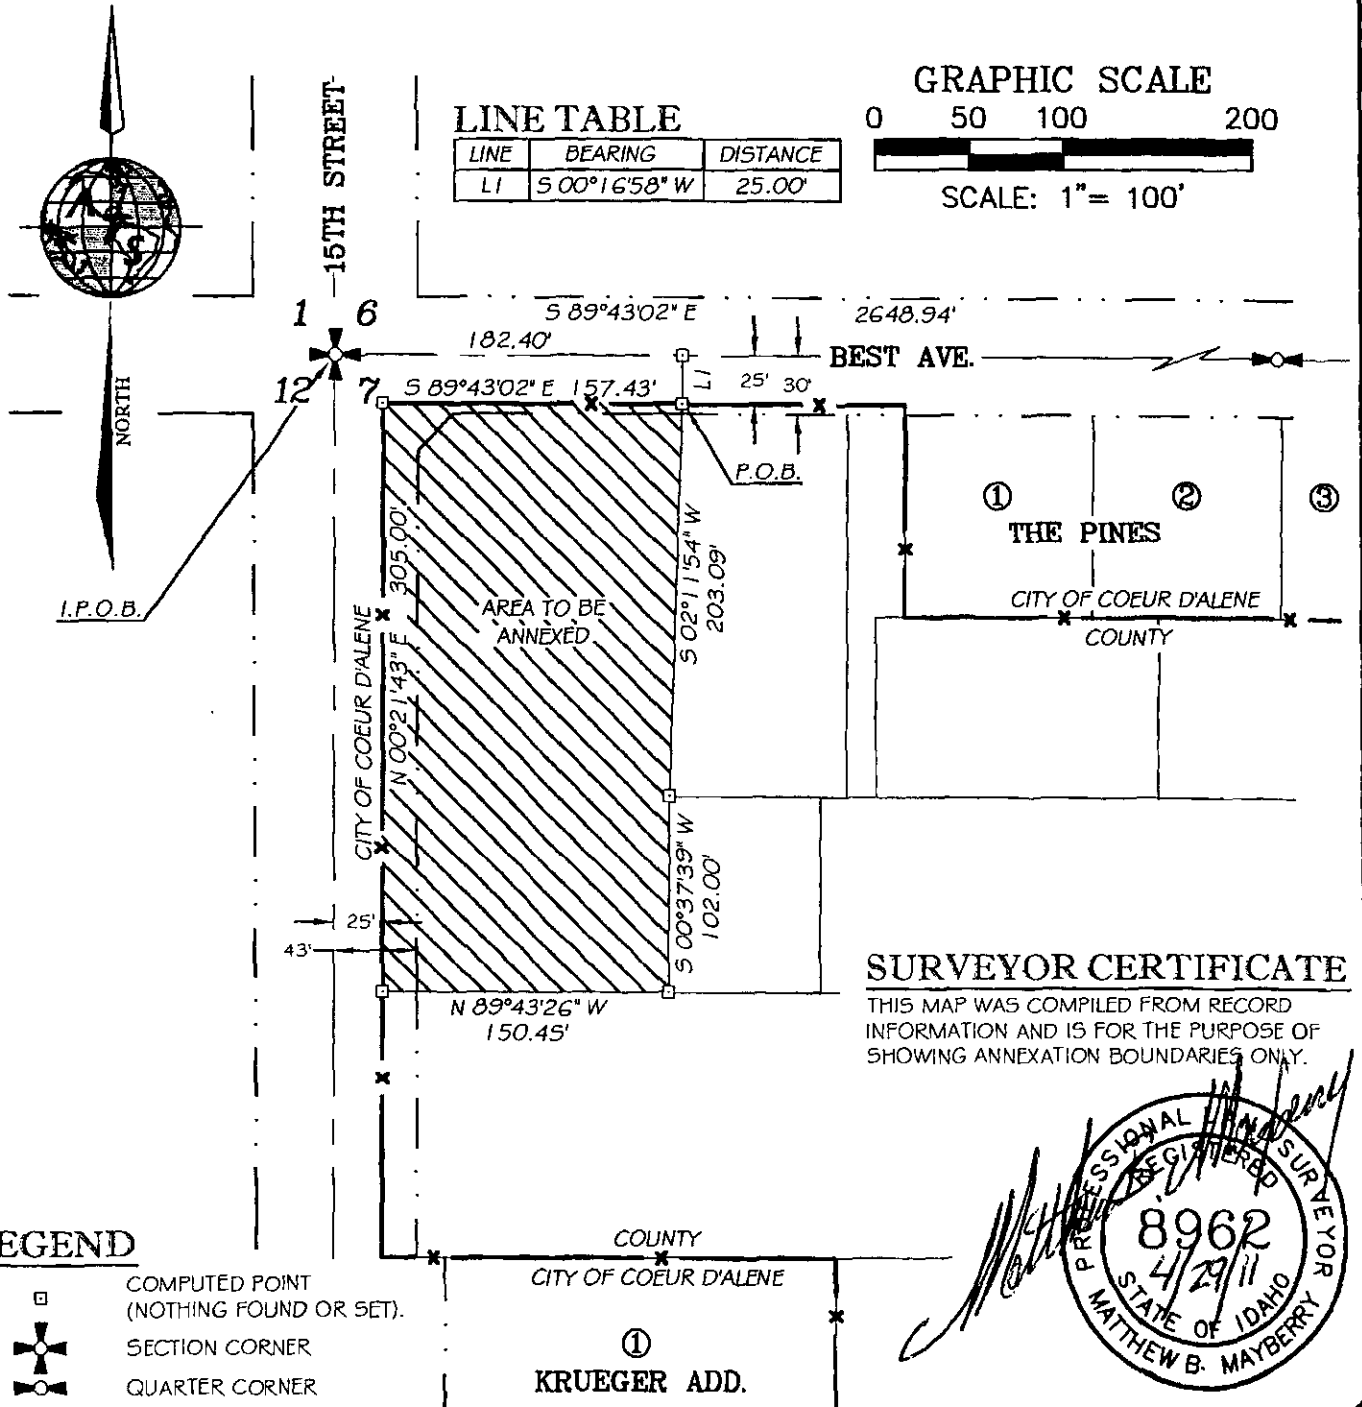 GRAPHIC SCALE
0 50 100 200
SCALE: 1"= 100'
LINE TABLE
LINE BEARING DISTANCE
L1 S 00°16'58" W 25.00'
15TH STREET
NORTH
1 6
12 7
S 89°43'02" E 2648.94'
182.40'
BEST AVE.
S 89°43'02" E 157.43'
L1
25' 30'
P.O.B.
I.P.O.B.
① ② ③
THE PINES
CITY OF COEUR D'ALENE
COUNTY
S 02°11'54" W
203.09'
AREA TO BE
ANNEXED
CITY OF COEUR D'ALENE
N 00°21'43" E 305.00'
S 00°37'39" W
102.00'
25'
43'
N 89°43'26" W
150.45'
SURVEYOR CERTIFICATE
THIS MAP WAS COMPILED FROM RECORD
INFORMATION AND IS FOR THE PURPOSE OF
SHOWING ANNEXATION BOUNDARIES ONLY.
PROFESSIONAL LAND SURVEYOR
REGISTERED
8962
4/29/11
STATE OF IDAHO
MATTHEW B. MAYBERRY
COUNTY
CITY OF COEUR D'ALENE
①
KRUEGER ADD.
EGEND
COMPUTED POINT
(NOTHING FOUND OR SET).
SECTION CORNER
QUARTER CORNER